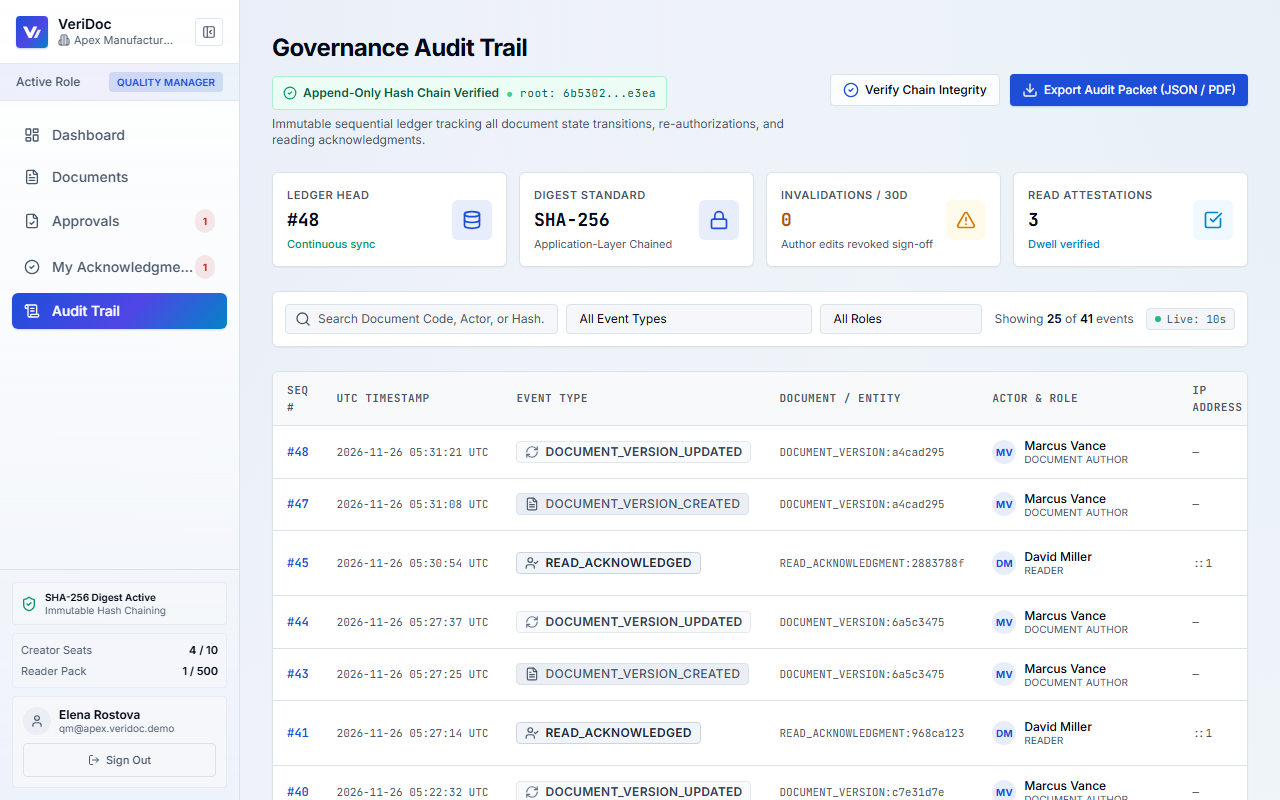 VeriDoc
Apex Manufactur...
Active Role
QUALITY MANAGER
Dashboard
Documents
Approvals
1
My Acknowledgme...
1
Audit Trail
SHA-256 Digest Active
Immutable Hash Chaining
Creator Seats
4 / 10
Reader Pack
1 / 500
Elena Rostova
qm@apex.veridoc.demo
Sign Out
Governance Audit Trail
Append-Only Hash Chain Verified
root: 6b5302...e3ea
Immutable sequential ledger tracking all document state transitions, re-authorizations, and
reading acknowledgments.
Verify Chain Integrity
Export Audit Packet (JSON / PDF)
LEDGER HEAD
#48
Continuous sync
DIGEST STANDARD
SHA-256
Application-Layer Chained
INVALIDATIONS / 30D
0
Author edits revoked sign-off
READ ATTESTATIONS
3
Dwell verified
Search Document Code, Actor, or Hash.
All Event Types
All Roles
Showing 25 of 41 events
Live: 10s
SEQ #
UTC TIMESTAMP
EVENT TYPE
DOCUMENT / ENTITY
ACTOR & ROLE
IP ADDRESS
#48
2026-11-26 05:31:21 UTC
DOCUMENT_VERSION_UPDATED
DOCUMENT_VERSION:a4cad295
MV
Marcus Vance
DOCUMENT AUTHOR
—
#47
2026-11-26 05:31:08 UTC
DOCUMENT_VERSION_CREATED
DOCUMENT_VERSION:a4cad295
MV
Marcus Vance
DOCUMENT AUTHOR
—
#45
2026-11-26 05:30:54 UTC
READ_ACKNOWLEDGED
READ_ACKNOWLEDGMENT:2883788f
DM
David Miller
READER
::1
#44
2026-11-26 05:27:37 UTC
DOCUMENT_VERSION_UPDATED
DOCUMENT_VERSION:6a5c3475
MV
Marcus Vance
DOCUMENT AUTHOR
—
#43
2026-11-26 05:27:25 UTC
DOCUMENT_VERSION_CREATED
DOCUMENT_VERSION:6a5c3475
MV
Marcus Vance
DOCUMENT AUTHOR
—
#41
2026-11-26 05:27:14 UTC
READ_ACKNOWLEDGED
READ_ACKNOWLEDGMENT:968ca123
DM
David Miller
READER
::1
#40
2026-11-26 05:22:32 UTC
DOCUMENT_VERSION_UPDATED
DOCUMENT_VERSION:c7e31d7e
MV
Marcus Vance
DOCUMENT AUTHOR
—